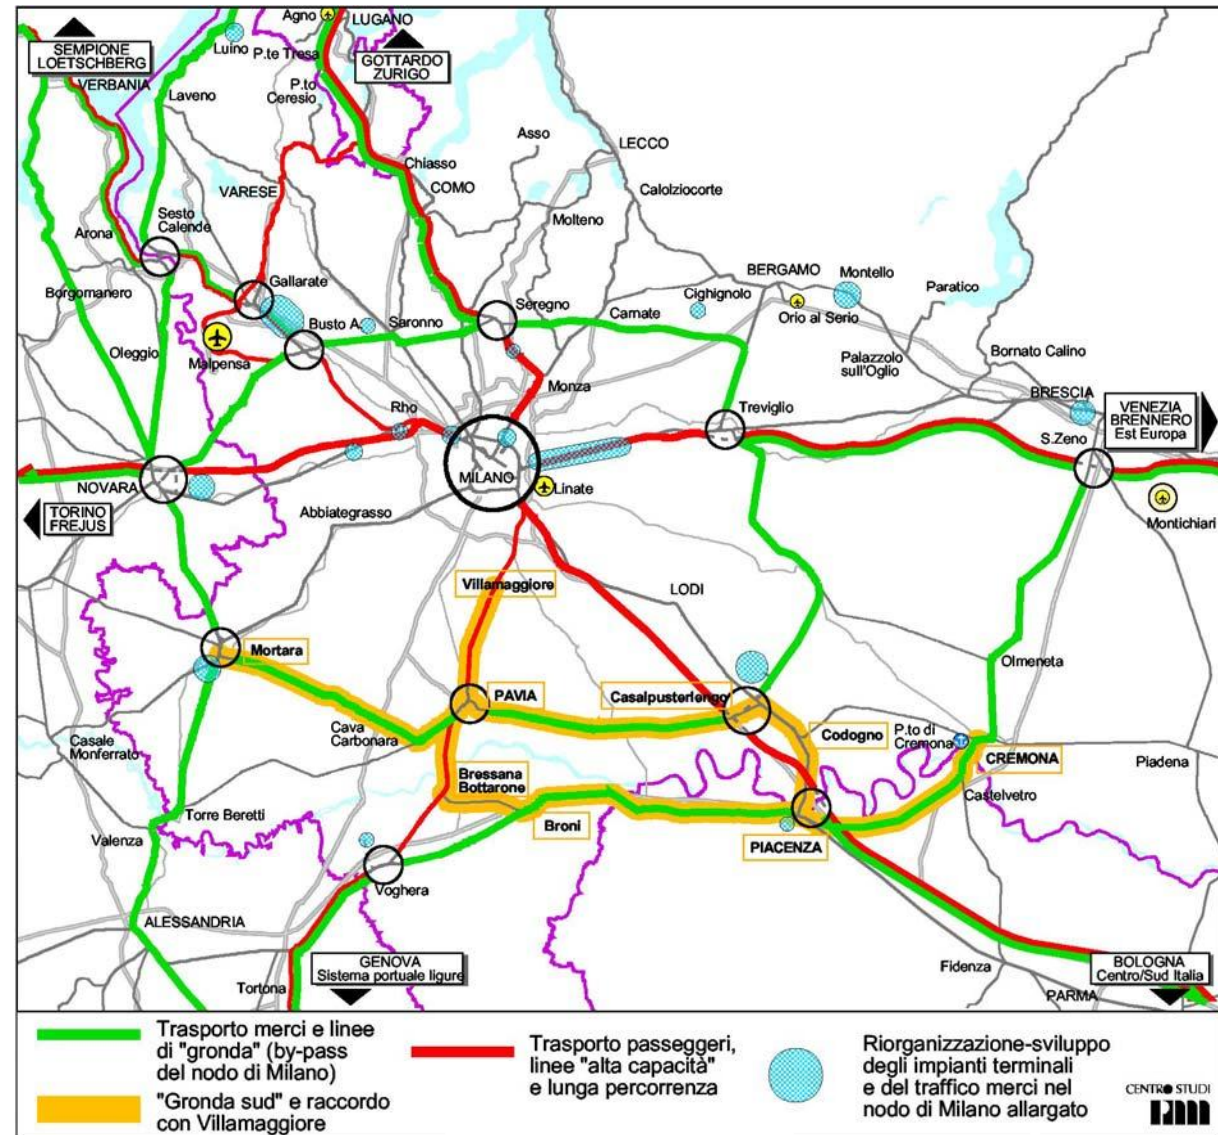 Agno
LUGANO
SEMPIONE
LOETSCHBERG
Luino
P.te Tresa
GOTTARDO
ZURIGO
VERBANIA
Laveno
P.to
Ceresio
Asso
LECCO
Chiasso
COMO
Calolziocorte
VARESE
Sesto
Calende
Molteno
Arona
Gallarate
BERGAMO
Montello
Borgomanero
Seregno
Cighignolo
Paratico
Busto A.
Saronno
Carnate
Orio al Serio
Oleggio
Malpensa
Palazzolo
sull'Oglio
Bornato Calino
Monza
BRESCIA
Rho
Treviglio
VENEZIA
BRENNERO
Est Europa
S.Zeno
MILANO
NOVARA
Linate
TORINO
FREJUS
Abbiategrasso
Montichiari
Villamaggiore
LODI
Mortara
Olmeneta
PAVIA
Casalpusterlengo
Cava
Carbonara
Codogno
P.to di
Cremona
Casale
Monferrato
CREMONA
Piadena
Bressana
Bottarone
Castelvetro
Torre Beretti
Broni
Valenza
PIACENZA
Voghera
ALESSANDRIA
GENOVA
Sistema portuale ligure
Fidenza
BOLOGNA
Centro/Sud Italia
Tortona
PARMA
Trasporto merci e linee
di "gronda" (by-pass
del nodo di Milano)
"Gronda sud" e raccordo
con Villamaggiore
Trasporto passeggeri,
linee "alta capacità"
e lunga percorrenza
Riorganizzazione-sviluppo
degli impianti terminali
e del traffico merci nel
nodo di Milano allargato
CENTRO STUDI
PIM